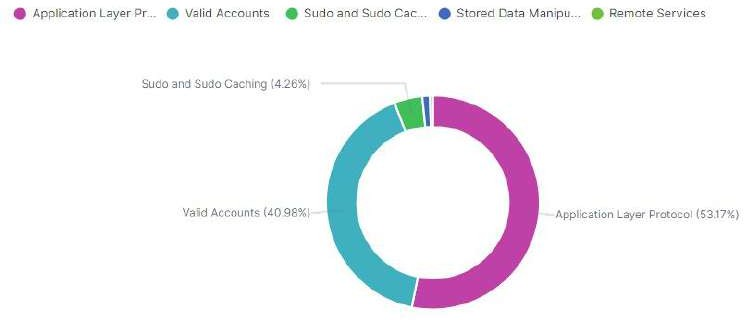 Application Layer Pr... Valid Accounts Sudo and Sudo Cac... Stored Data Manipu... Remote Services
Sudo and Sudo Caching (4.26%)
Valid Accounts (40.98%)
Application Layer Protocol (53.17%)